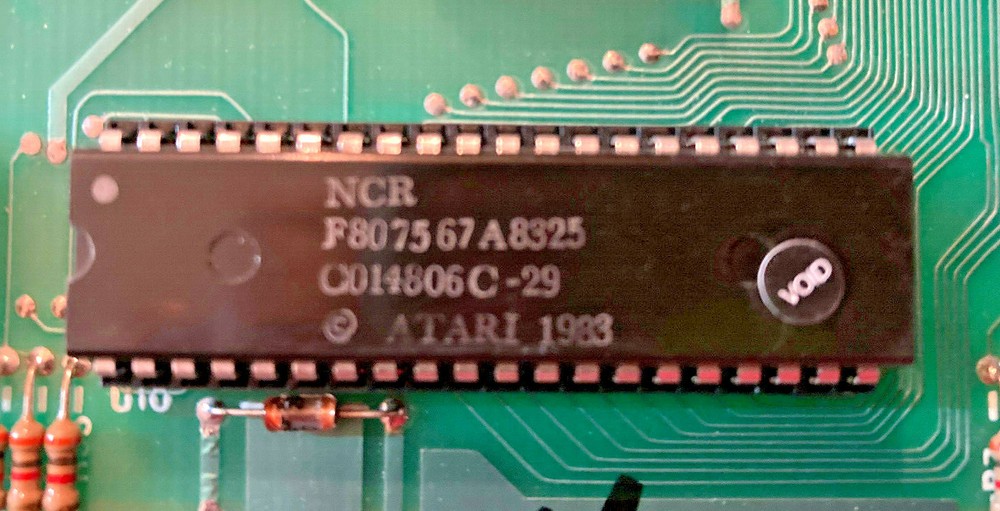 NCR
F807567A8325
C014806C-29
© ATARI 1983
VOID
U10